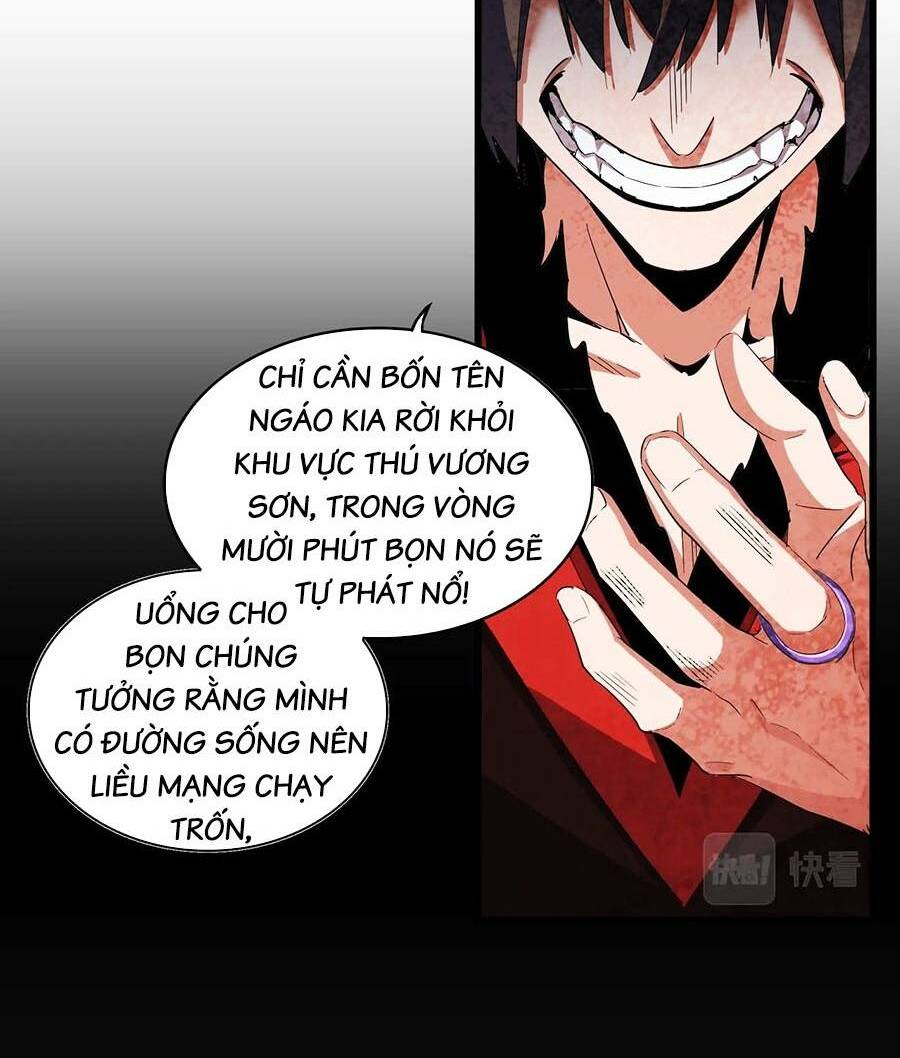 CHỈ CẦN BỐN TÊN
NGÁO KIA RỜI KHỎI
KHU VỰC THÚ VƯƠNG
SƠN, TRONG VÒNG
MƯỜI PHÚT BỌN NÓ SẼ
TỰ PHÁT NỔ!
UỔNG CHO
BỌN CHÚNG
TƯỞNG RẰNG MÌNH
CÓ ĐƯỜNG SỐNG NÊN
LIỀU MẠNG CHẠY
TRỐN,
快看! 快看